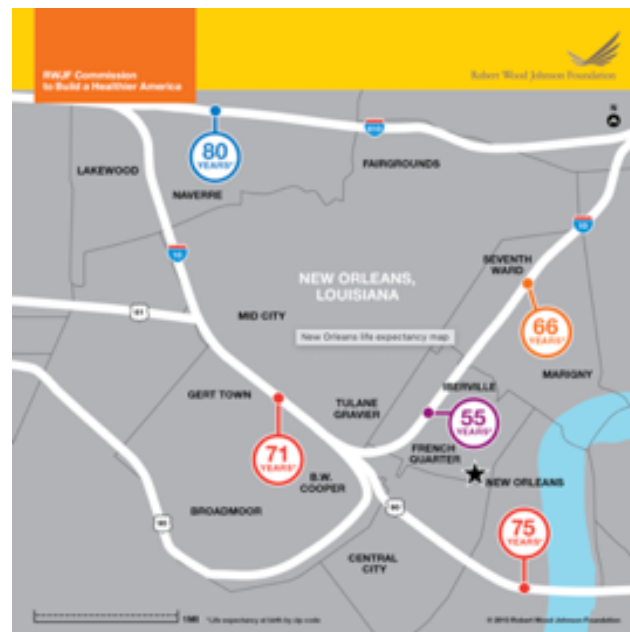 RWJF Commission
to Build a Healthier America
Robert Wood Johnson Foundation
N
80
YEARS*
610
LAKEWOOD
FAIRGROUNDS
NAVERRE
10
10
SEVENTH
WARD
NEW ORLEANS,
LOUISIANA
61
MID CITY
66
YEARS*
New Orleans life expectancy map
MARIGNY
IBERVILLE
GERT TOWN
TULANE
GRAVIER
55
YEARS*
71
YEARS*
FRENCH
QUARTER
B.W.
COOPER
NEW ORLEANS
90
BROADMOOR
90
75
YEARS*
CENTRAL
CITY
1 MI
*Life expectancy at birth by zip code
© 2013 Robert Wood Johnson Foundation